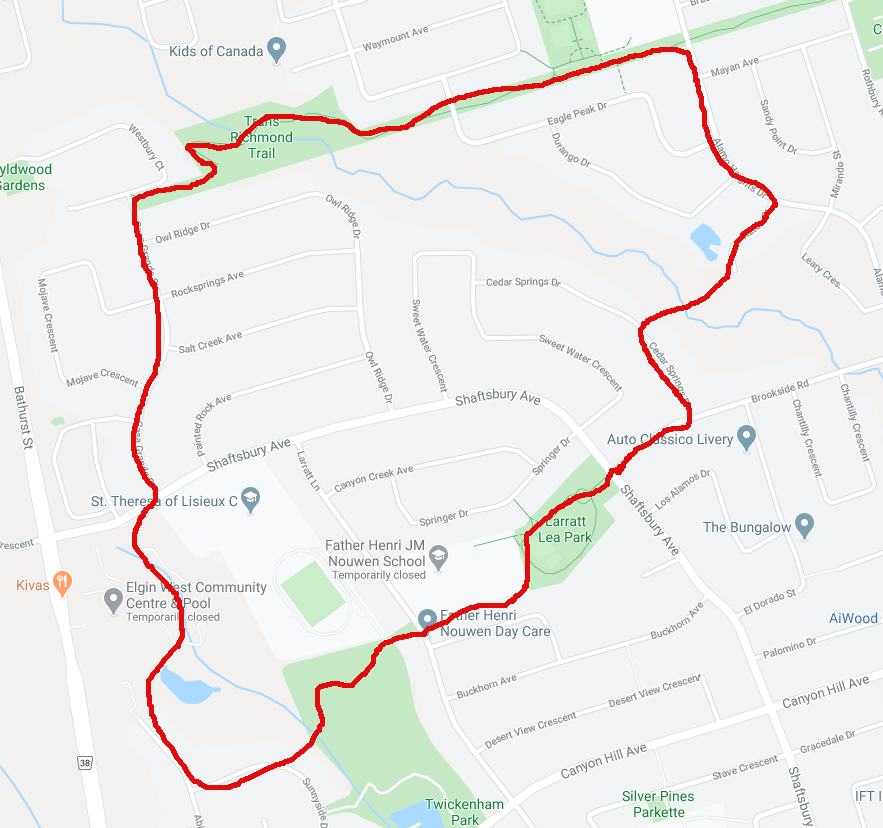 Waymount Ave
Kids of Canada
Mayan Ave
Eagle Peak Dr
Sandy Point Dr
Durango Dr
Mirando St
Westbury Ct
Trans
Richmond
Trail
Alamo Heights Dr
Owl Ridge Dr
Owl Ridge Dr
Leary Cres
Rocksprings Ave
Mojave Crescent
Cedar Springs Dr
Sweet Water Crescent
Salt Creek Ave
Sweet Water Crescent
Cedar Springs
Mojave Crescent
Owl Ridge Dr
Brookside Rd
Chantilly Crescent
Chantilly Crescent
Bathurst St
Painted Rock Ave
Shaftsbury Ave
Shaftsbury Ave
Auto Classico Livery
Springer Dr
Larratt Ln
Canyon Creek Ave
St. Theresa of Lisieux C
Los Alamos Dr
Shaftsbury Ave
Springer Dr
Larratt
Lea Park
The Bungalow
Father Henri JM
Nouwen School
Temporarily closed
Kivas
Elgin West Community
Centre & Pool
Temporarily closed
Father Henri
Nouwen Day Care
El Dorado St
AiWood
Buckhorn Ave
Palomino Dr
Buckhorn Ave
Desert View Crescent
Canyon Hill Ave
Desert View Crescent
Canyon Hill Ave
Gracedale Dr
Stave Crescent
38
Sunnyside
Silver Pines
Parkette
Twickenham
Park
Shaftsbury
IFT